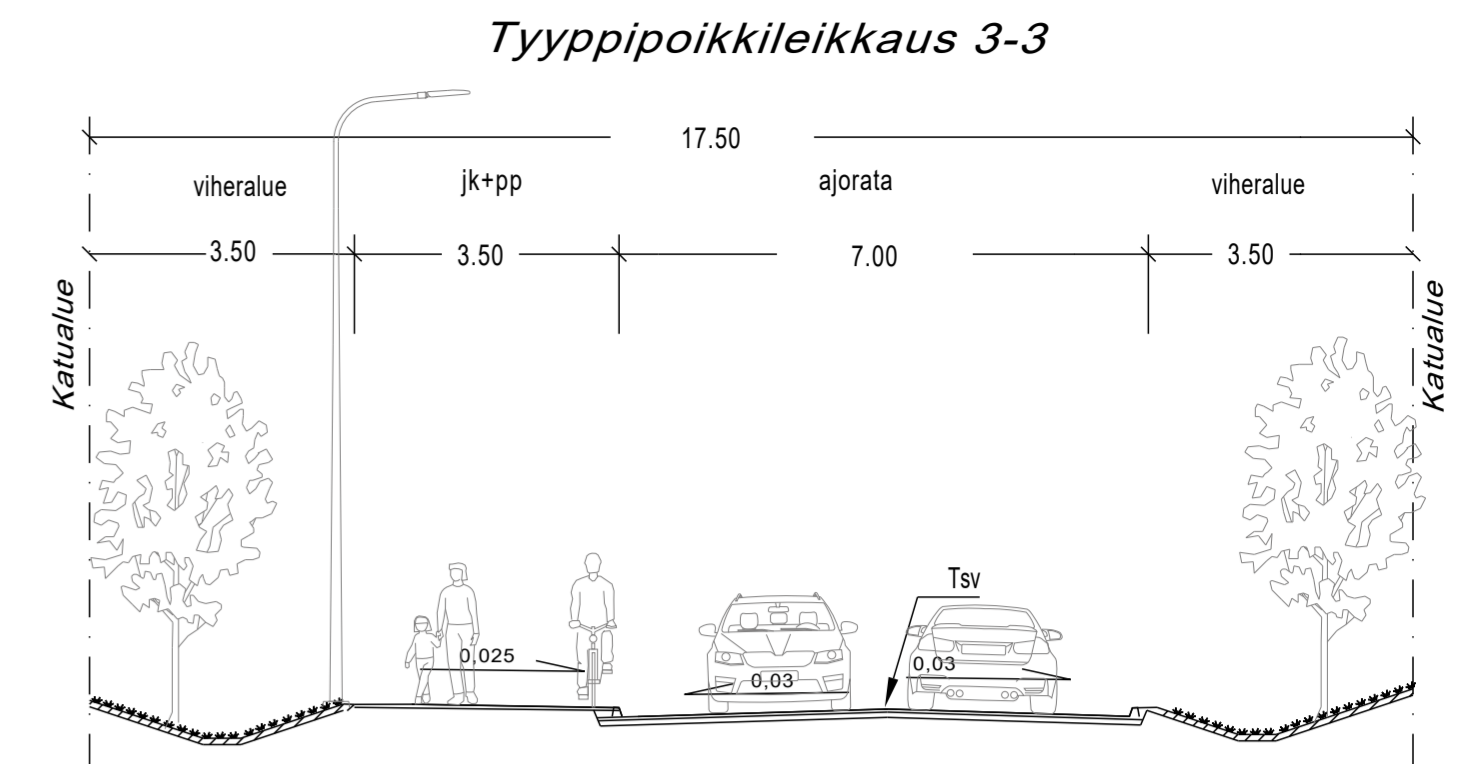 Tyyppipoikkileikkaus 3-3
17.50
viheralue jk+pp ajorata viheralue
3.50 3.50 7.00 3.50
Katualue
Katualue
Tsv
0,025
0,03
0,03